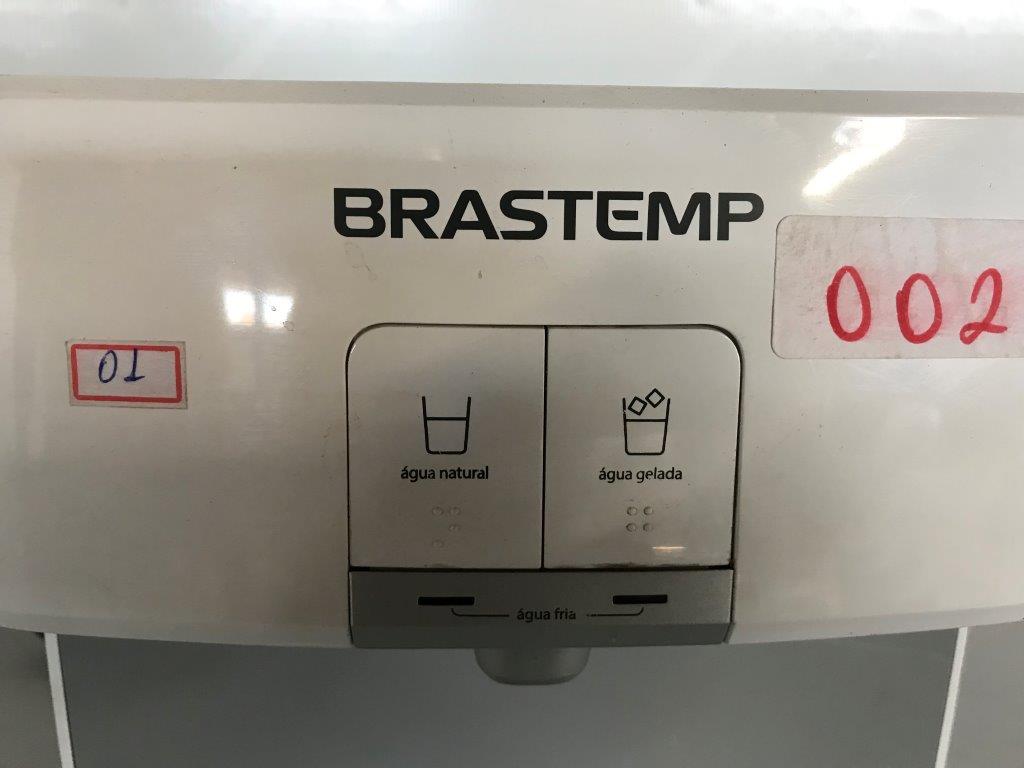 BRASTEMP
002
01
água natural
água gelada
água fria